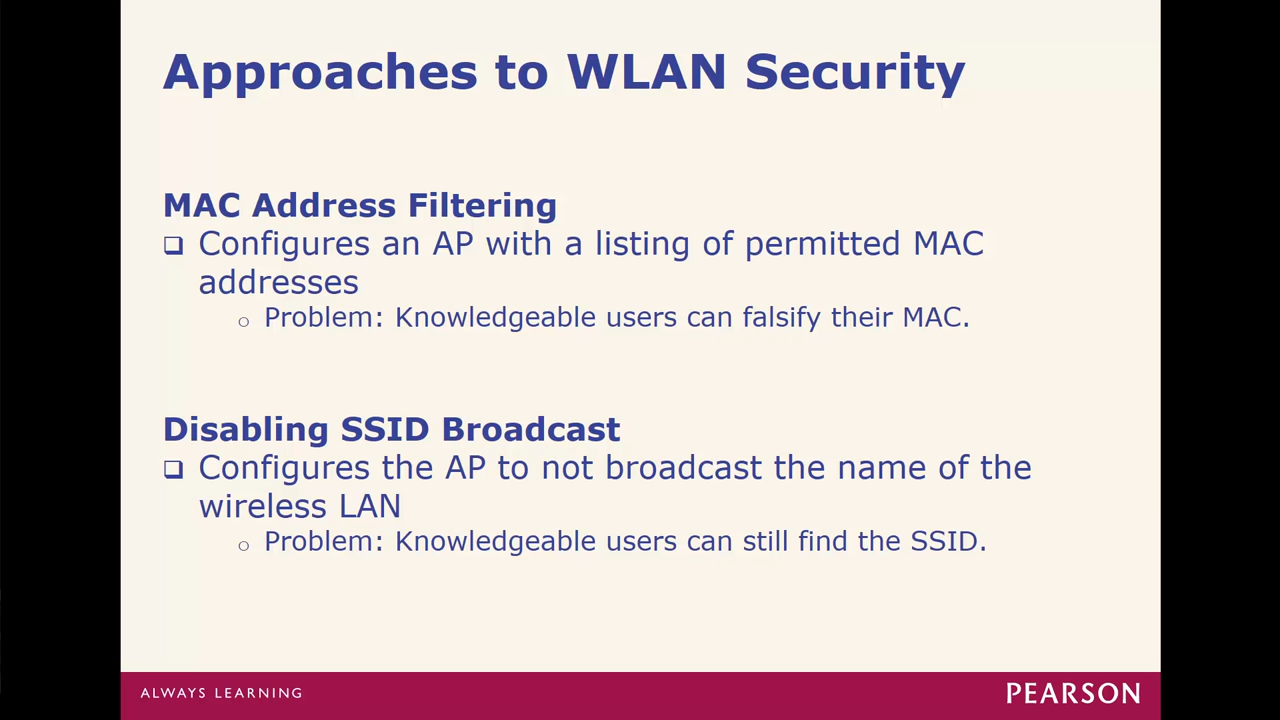 Approaches to WLAN Security
MAC Address Filtering
❑ Configures an AP with a listing of permitted MAC
addresses
○ Problem: Knowledgeable users can falsify their MAC.
Disabling SSID Broadcast
❑ Configures the AP to not broadcast the name of the
wireless LAN
○ Problem: Knowledgeable users can still find the SSID.
ALWAYS LEARNING
PEARSON